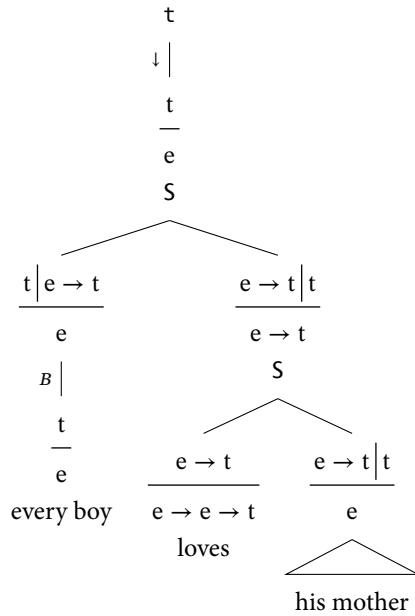 t
↓
t
e
S
t | e → t
e
e → t | t
e → t
S
B
t
e
every boy
e → t
e → e → t
loves
e → t | t
e
his mother